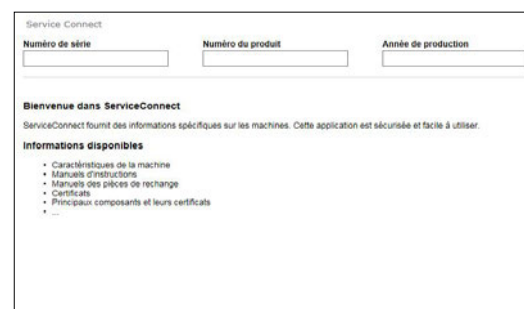 Service Connect
Numéro de série Numéro du produit Année de production
Bienvenue dans ServiceConnect
ServiceConnect fournit des informations spécifiques sur les machines. Cette application est sécurisée et facile à utiliser.
Informations disponibles
• Caractéristiques de la machine
• Manuels d'instructions
• Manuels des pièces de rechange
• Certificats
• Principaux composants et leurs certificats
• ...